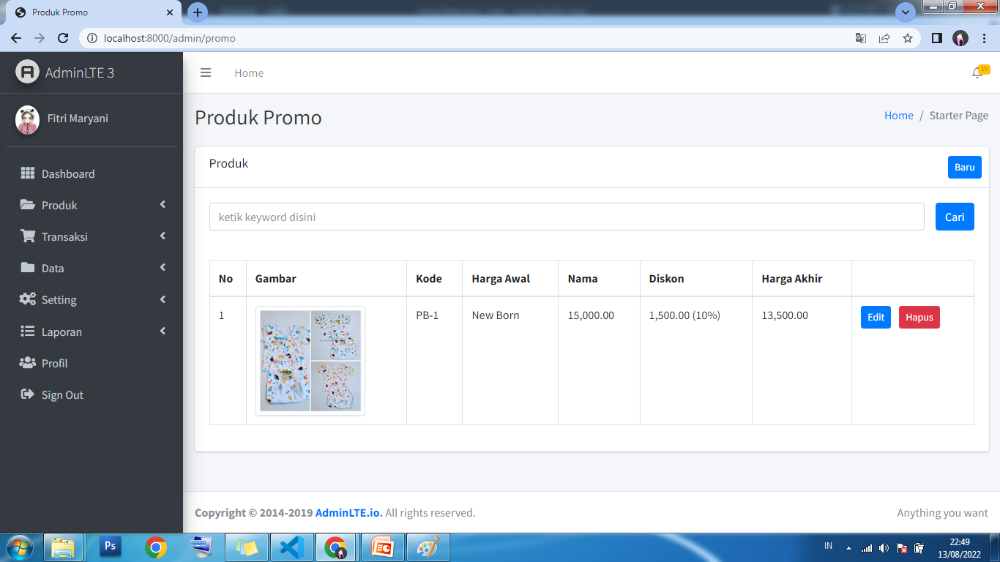 Produk Promo
localhost:8000/admin/promo
AdminLTE 3
Home
15
Fitri Maryani
Produk Promo
Home / Starter Page
Dashboard
Produk
Transaksi
Data
Setting
Laporan
Profil
Sign Out
Produk
Baru
ketik keyword disini
Cari
No Gambar Kode Harga Awal Nama Diskon Harga Akhir
1 PB-1 New Born 15,000.00 1,500.00 (10%) 13,500.00 Edit Hapus
Copyright © 2014-2019 AdminLTE.io. All rights reserved.
Anything you want
Ps
IN
22:49
13/08/2022